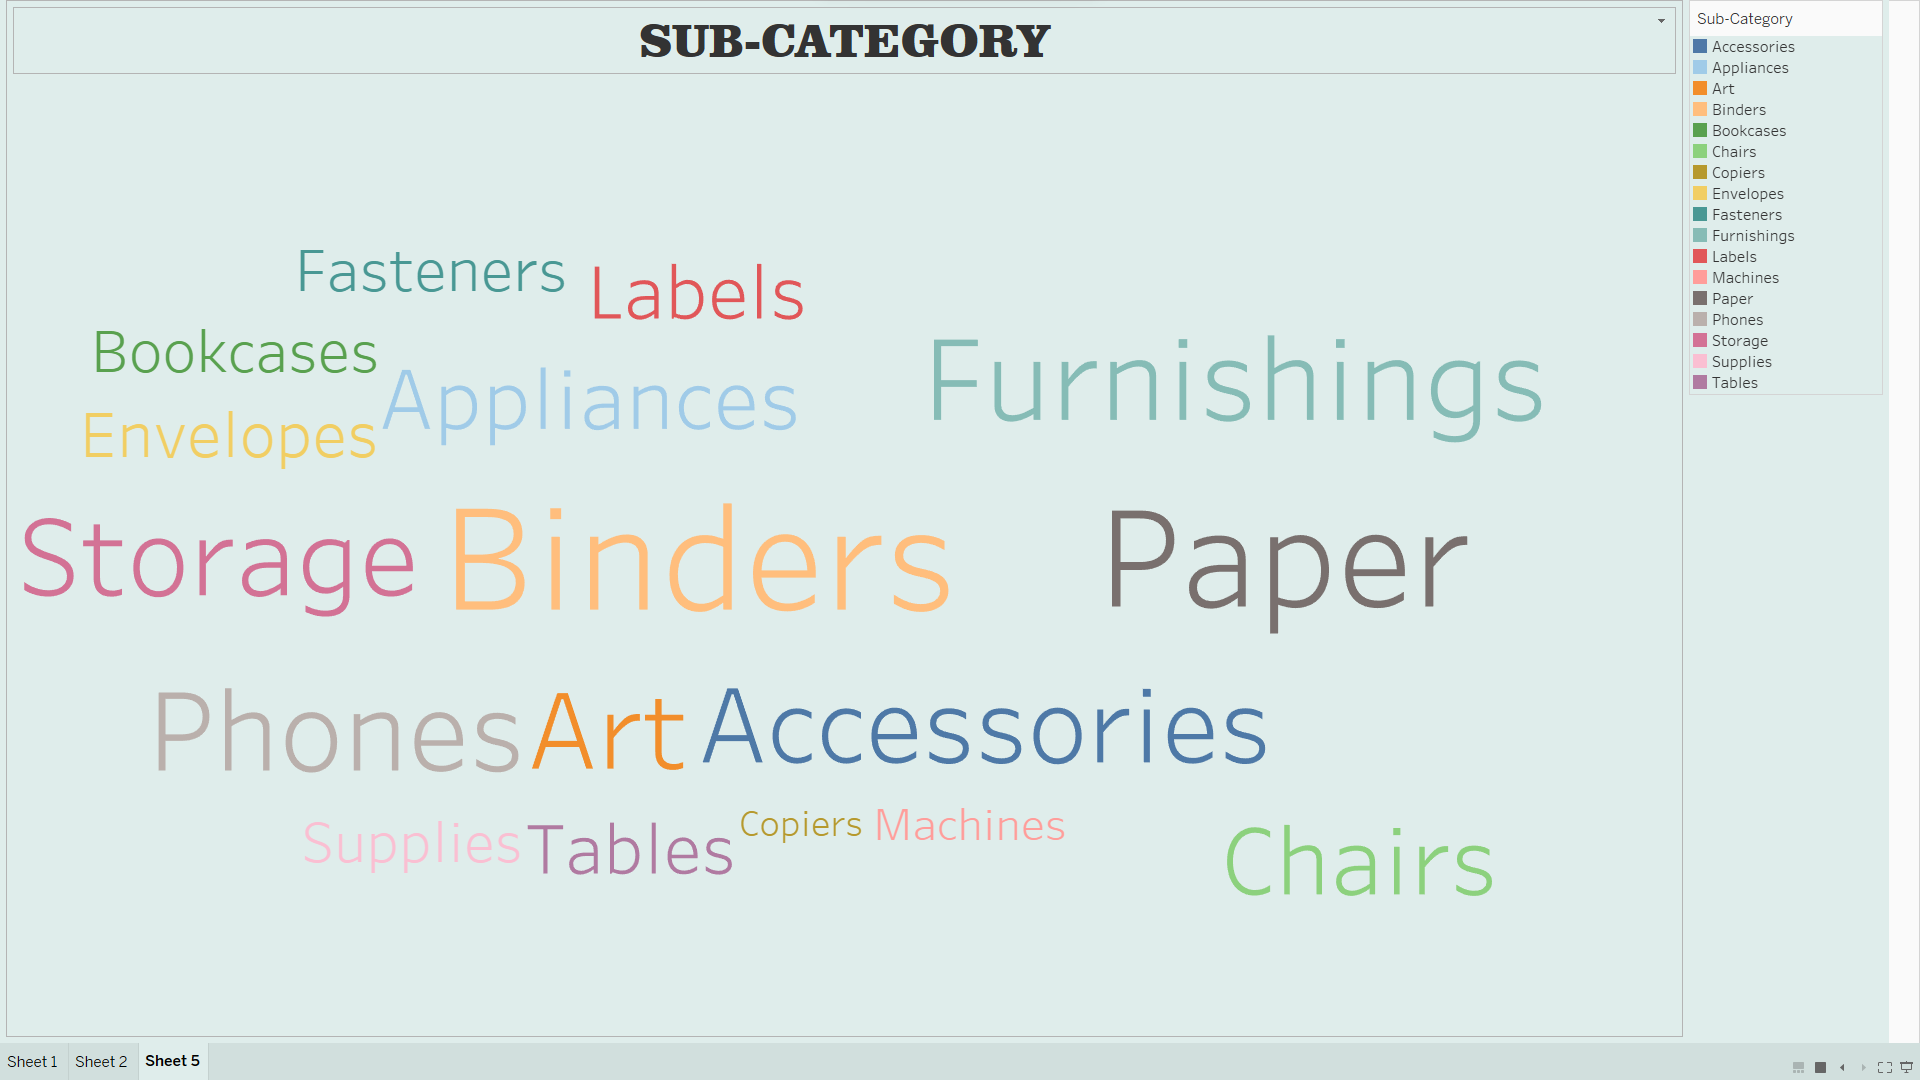 SUB-CATEGORY
Fasteners
Labels
Bookcases
Appliances
Furnishings
Envelopes
Storage
Binders
Paper
Phones
Art
Accessories
Supplies
Tables
Copiers
Machines
Chairs
Sub-Category
Accessories
Appliances
Art
Binders
Bookcases
Chairs
Copiers
Envelopes
Fasteners
Furnishings
Labels
Machines
Paper
Phones
Storage
Supplies
Tables
Sheet 1
Sheet 2
Sheet 5